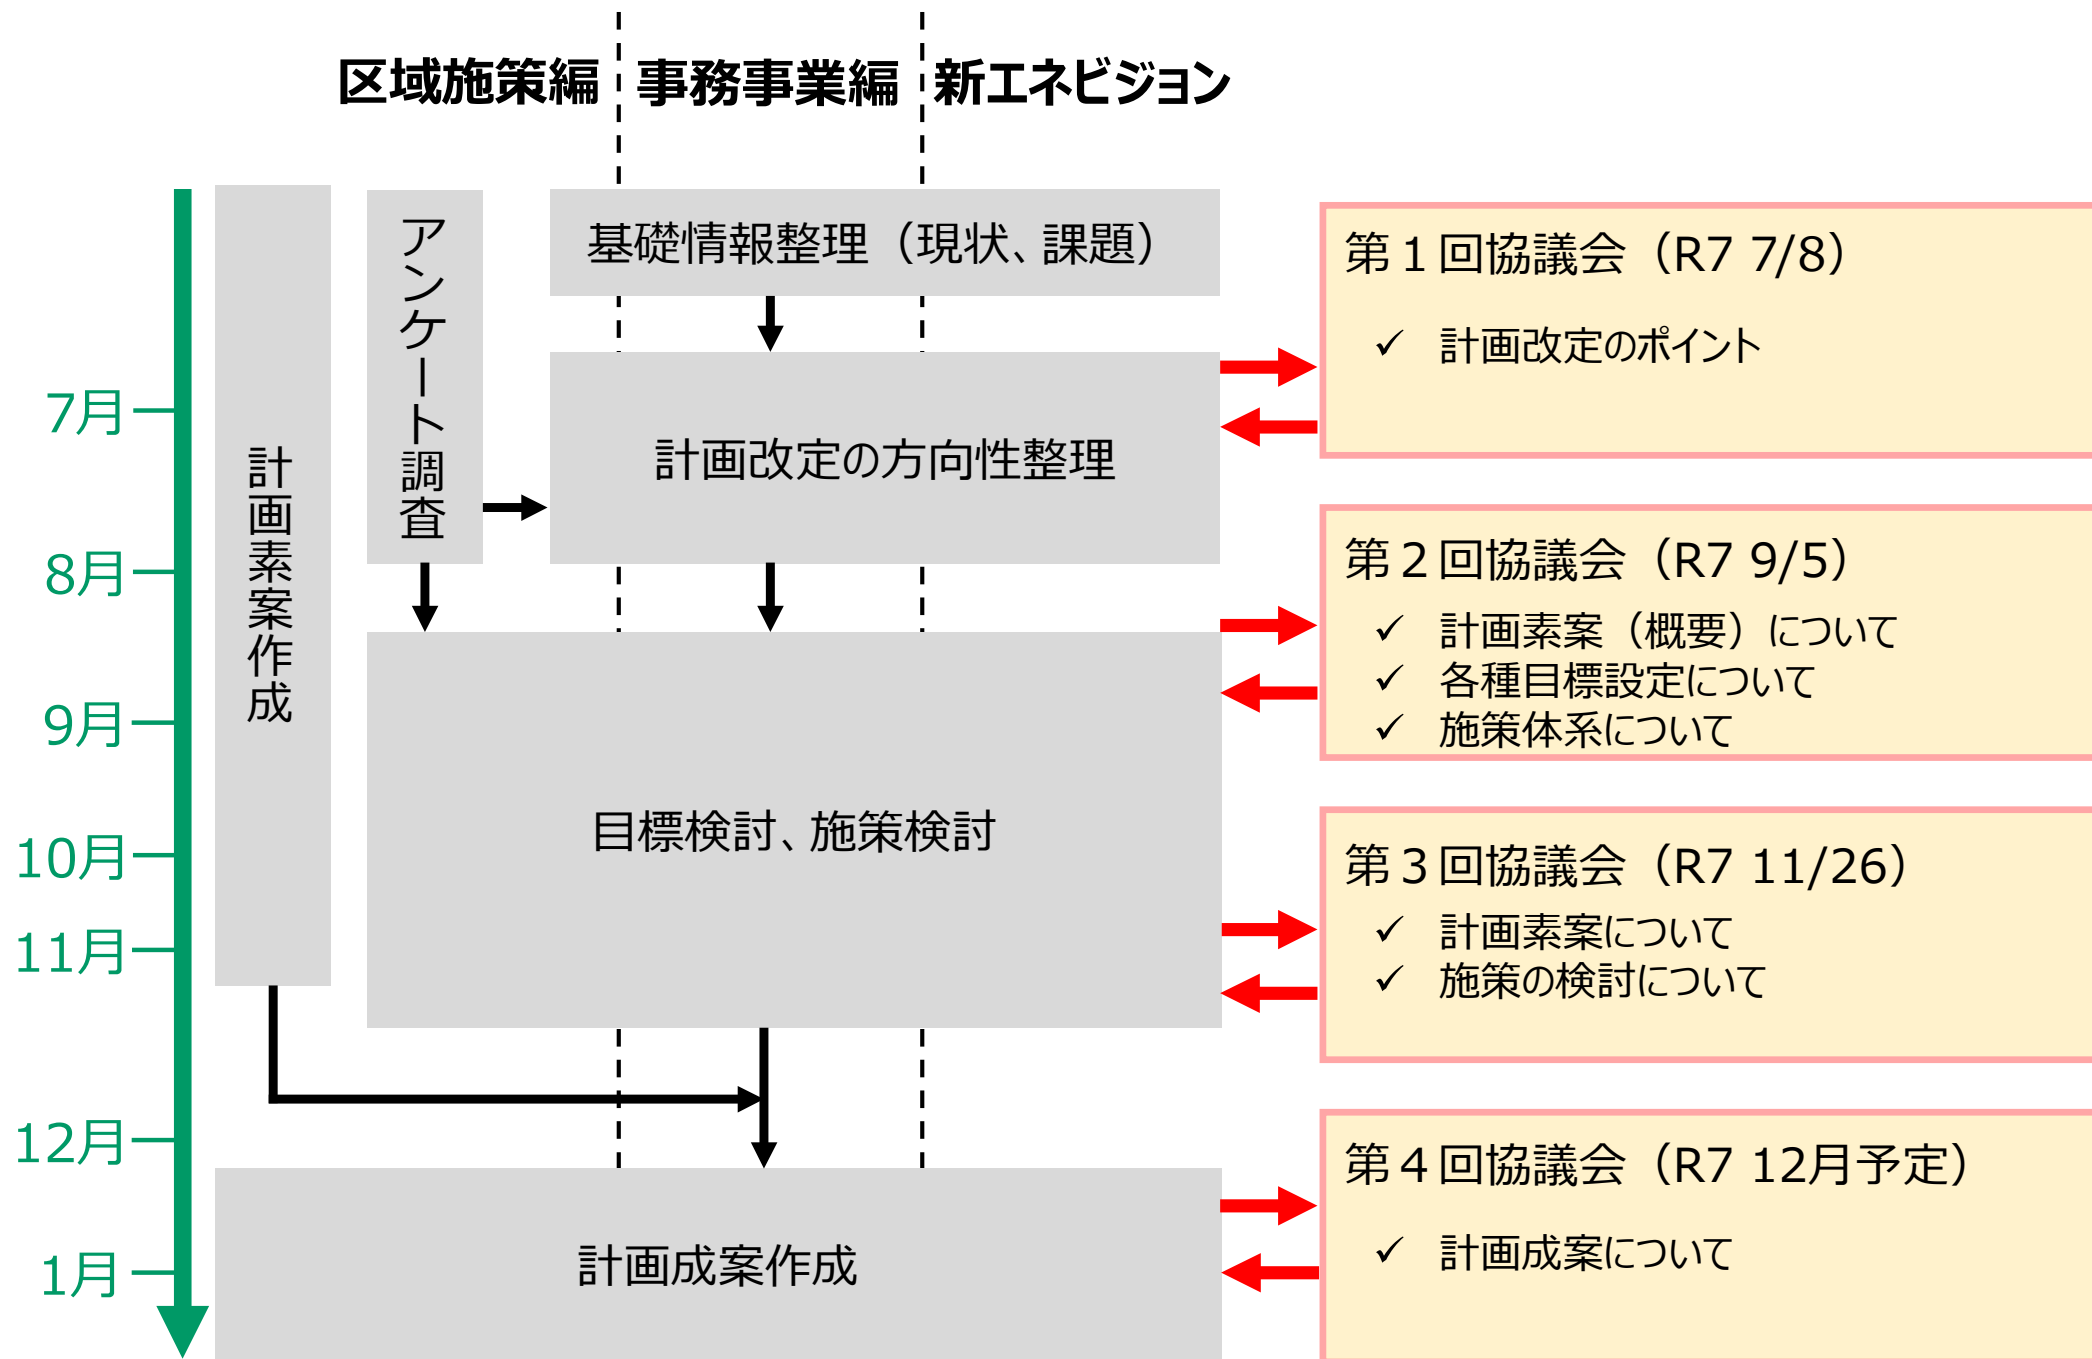 区域施策編
事務事業編
新エネビジョン
7月
8月
9月
10月
11月
12月
1月
計画素案作成
アンケート調査
基礎情報整理（現状、課題）
計画改定の方向性整理
目標検討、施策検討
計画成案作成
第１回協議会（R7 7/8）
✓ 計画改定のポイント
第２回協議会（R7 9/5）
✓ 計画素案（概要）について
✓ 各種目標設定について
✓ 施策体系について
第３回協議会（R7 11/26）
✓ 計画素案について
✓ 施策の検討について
第４回協議会（R7 12月予定）
✓ 計画成案について